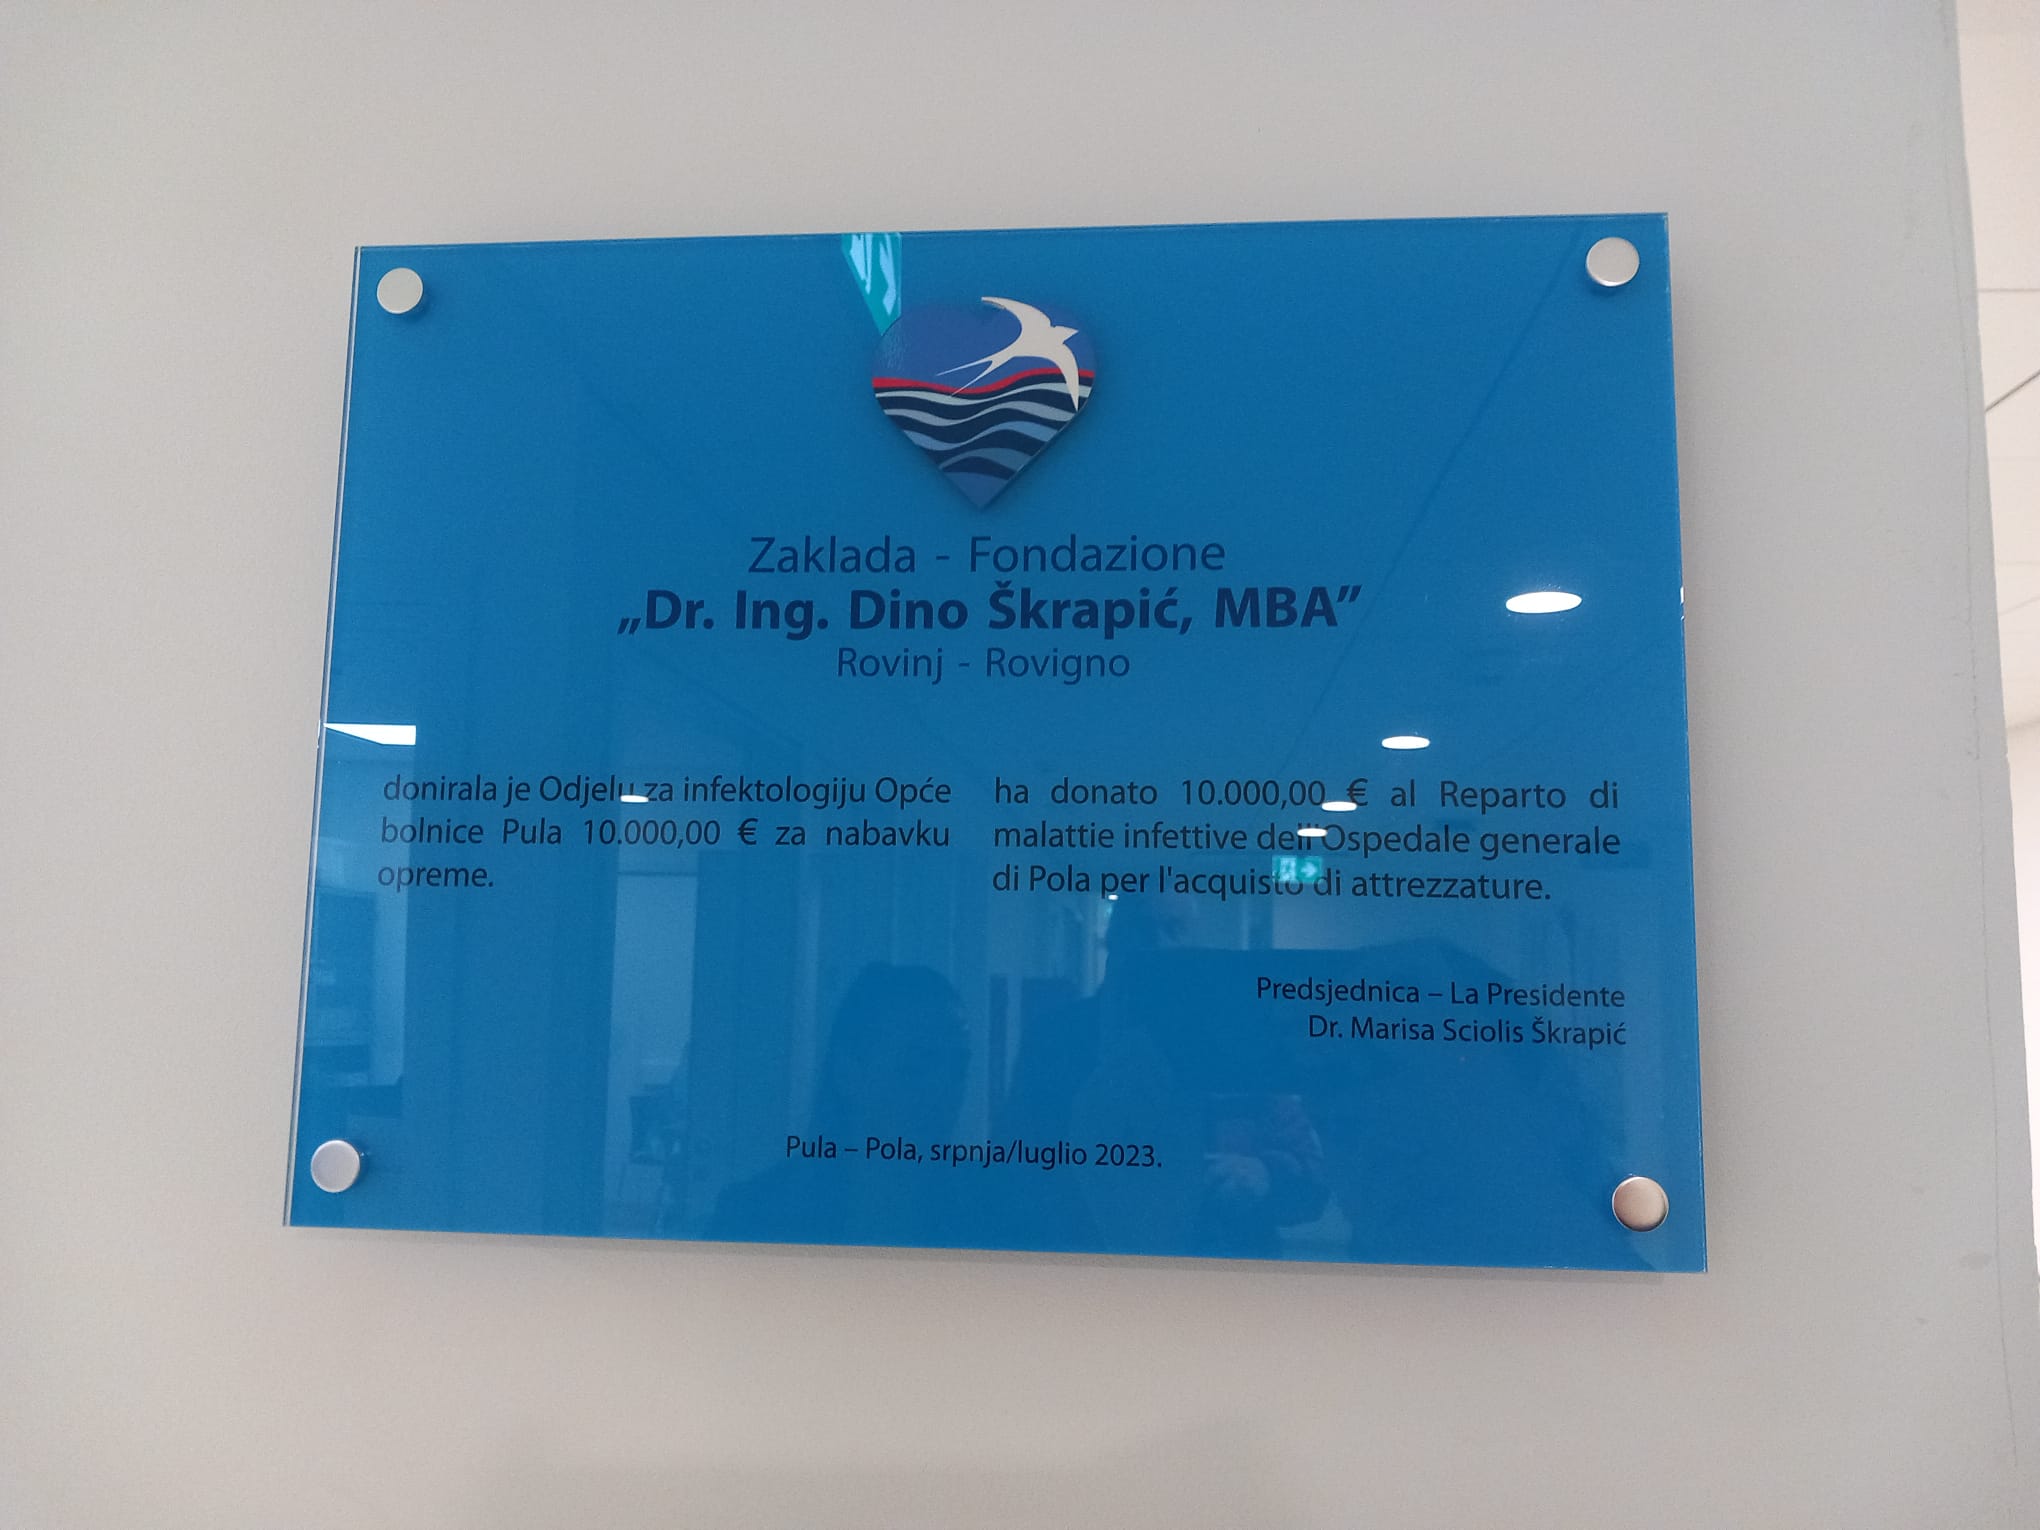 Zaklada - Fondazione
„Dr. Ing. Dino Škrapić, MBA”
Rovinj - Rovigno
donirala je Odjelu za infektologiju Opće
bolnice Pula 10.000,00 € za nabavku
opreme.
ha donato 10.000,00 € al Reparto di
malattie infettive dell'Ospedale generale
di Pola per l'acquisto di attrezzature.
Predsjednica – La Presidente
Dr. Marisa Sciolis Škrapić
Pula – Pola, srpnja/luglio 2023.